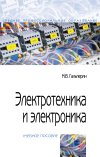 М.В. Гальперин
Электротехника
и электроника
УЧЕБНОЕ ПОСОБИЕ